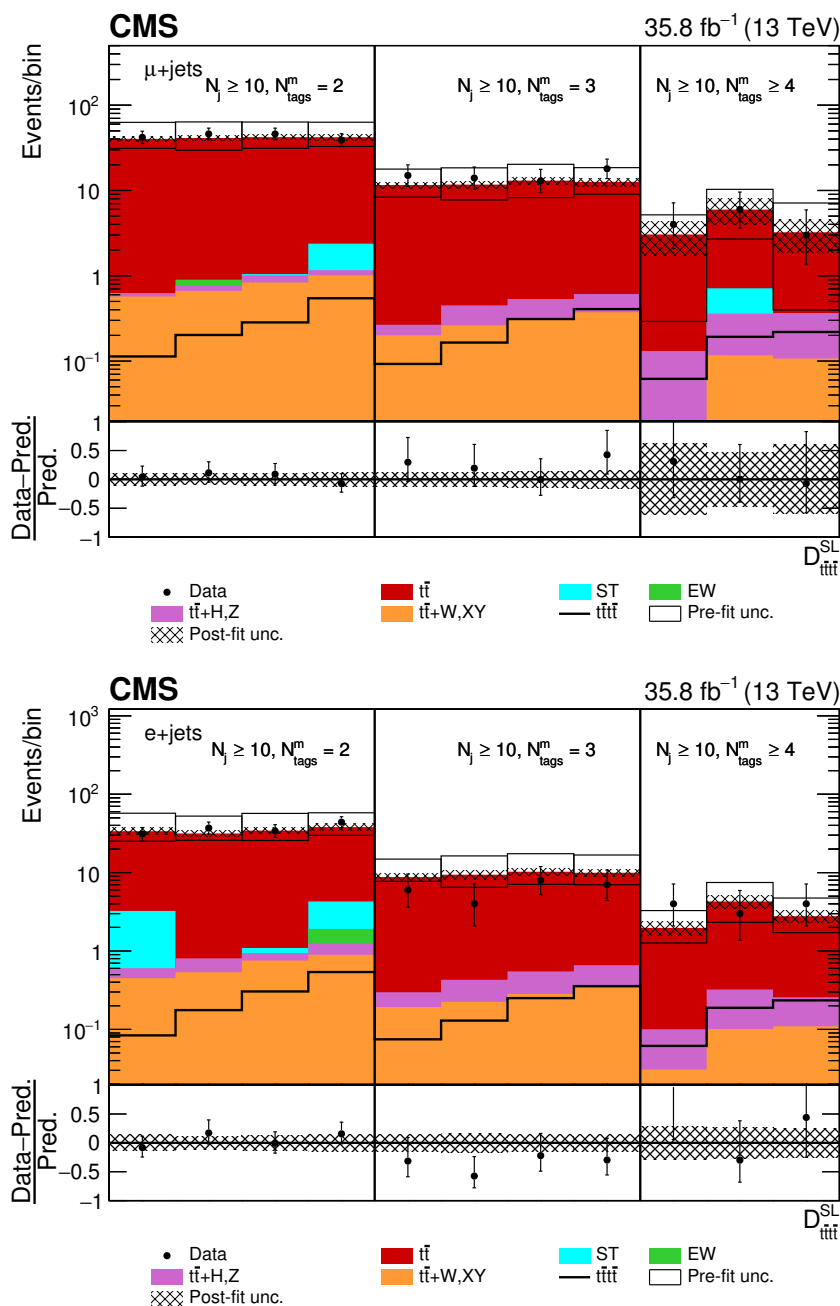 CMS 35.8 fb⁻¹ (13 TeV)
μ+jets
N_j ≥ 10, N^m_tags = 2
N_j ≥ 10, N^m_tags = 3
N_j ≥ 10, N^m_tags ≥ 4
Events/bin
10²
10
1
10⁻¹
Data−Pred.
Pred.
1
0.5
0
−0.5
−1
D^SL_tt̄tt̄
Data tt̄ ST EW
tt̄+H,Z tt̄+W,XY tt̄tt̄ Pre-fit unc.
Post-fit unc.
CMS 35.8 fb⁻¹ (13 TeV)
e+jets
N_j ≥ 10, N^m_tags = 2
N_j ≥ 10, N^m_tags = 3
N_j ≥ 10, N^m_tags ≥ 4
Events/bin
10³
10²
10
1
10⁻¹
Data−Pred.
Pred.
1
0.5
0
−0.5
−1
D^SL_tt̄tt̄
Data tt̄ ST EW
tt̄+H,Z tt̄+W,XY tt̄tt̄ Pre-fit unc.
Post-fit unc.